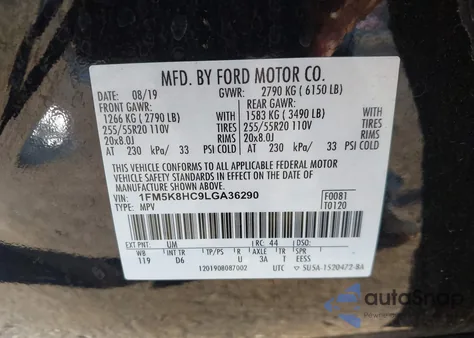 MFD. BY FORD MOTOR CO.
08/19 GVWR: 2790 KG ( 6150 LB)
FRONT GAWR: REAR GAWR:
1266 KG ( 2790 LB) WITH 1583 KG ( 3490 LB) WITH
255/55R20 110V TIRES 255/55R20 110V TIRES
20x8.0J RIMS 20x8.0J RIMS
AT 230 kPa/ 33 PSI COLD AT 230 kPa/ 33 PSI COLD
THIS VEHICLE CONFORMS TO ALL APPLICABLE FEDERAL MOTOR
VEHICLE SAFETY AND BUMPER STANDARDS IN EFFECT ON THE DATE OF
MANUFACTURE SHOWN ABOVE.
VIN: 1FM5K8HC9LGA36290 F0081
TYPE: MPV T0120
EXT PNT: UM RC: 44
WB INT TR TP/PS R AXLE TR SPR
119 D6 U 3A T EESS
1201908087002 UTC 5U5A-1520472-BA
autoSnap